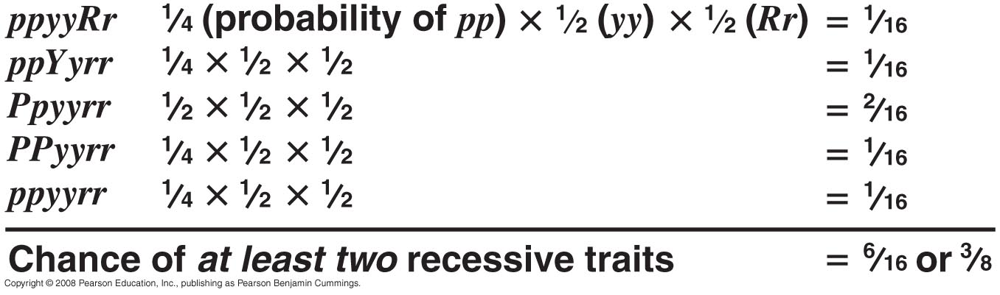 ppyyRr 1/4 (probability of pp) × 1/2 (yy) × 1/2 (Rr) = 1/16
ppYyrr 1/4 × 1/2 × 1/2 = 1/16
Ppyyrr 1/2 × 1/2 × 1/2 = 2/16
PPyyrr 1/4 × 1/2 × 1/2 = 1/16
ppyyrr 1/4 × 1/2 × 1/2 = 1/16
Chance of at least two recessive traits = 6/16 or 3/8
Copyright © 2008 Pearson Education, Inc., publishing as Pearson Benjamin Cummings.